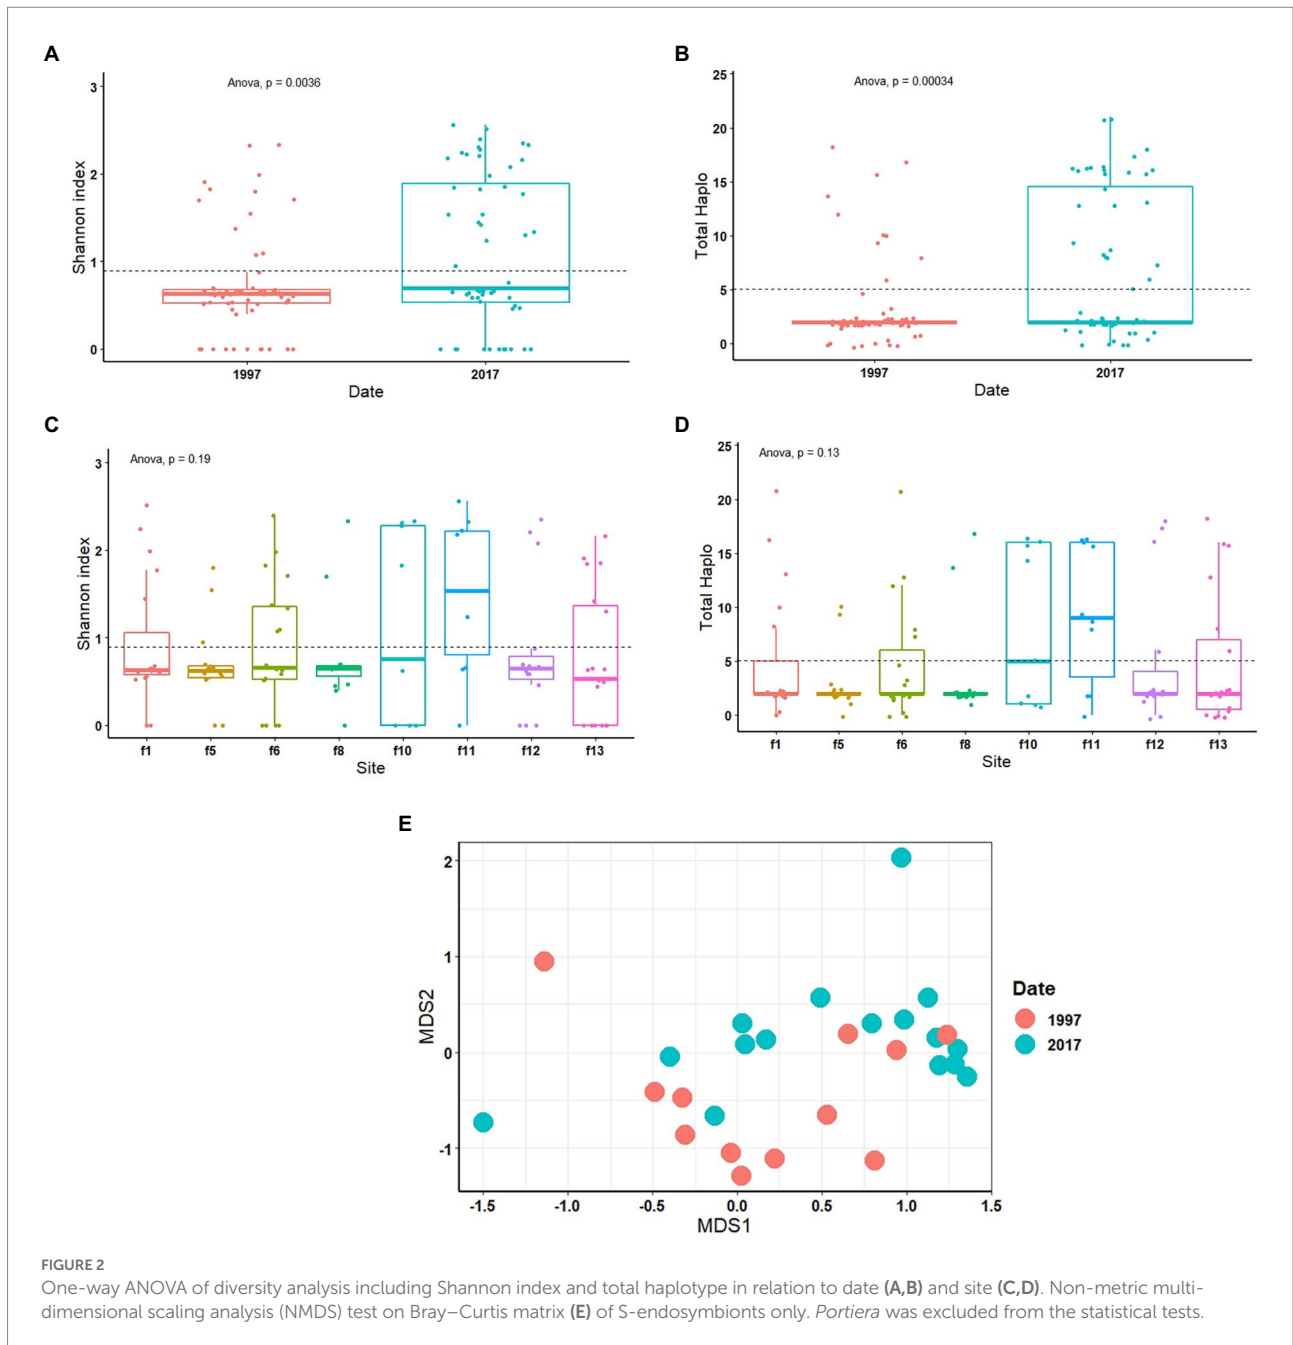 A
Anova, p = 0.0036
Shannon index
3
2
1
0
1997
2017
Date
B
Anova, p = 0.00034
Total Haplo
25
20
15
10
5
0
1997
2017
Date
C
Anova, p = 0.19
Shannon index
3
2
1
0
f1
f5
f6
f8
f10
f11
f12
f13
Site
D
Anova, p = 0.13
Total Haplo
25
20
15
10
5
0
f1
f5
f6
f8
f10
f11
f12
f13
Site
E
MDS2
2
1
0
-1
-1.5
-1.0
-0.5
0.0
0.5
1.0
1.5
MDS1
Date
1997
2017
FIGURE 2
One-way ANOVA of diversity analysis including Shannon index and total haplotype in relation to date (A,B) and site (C,D). Non-metric multi-
dimensional scaling analysis (NMDS) test on Bray–Curtis matrix (E) of S-endosymbionts only. Portiera was excluded from the statistical tests.